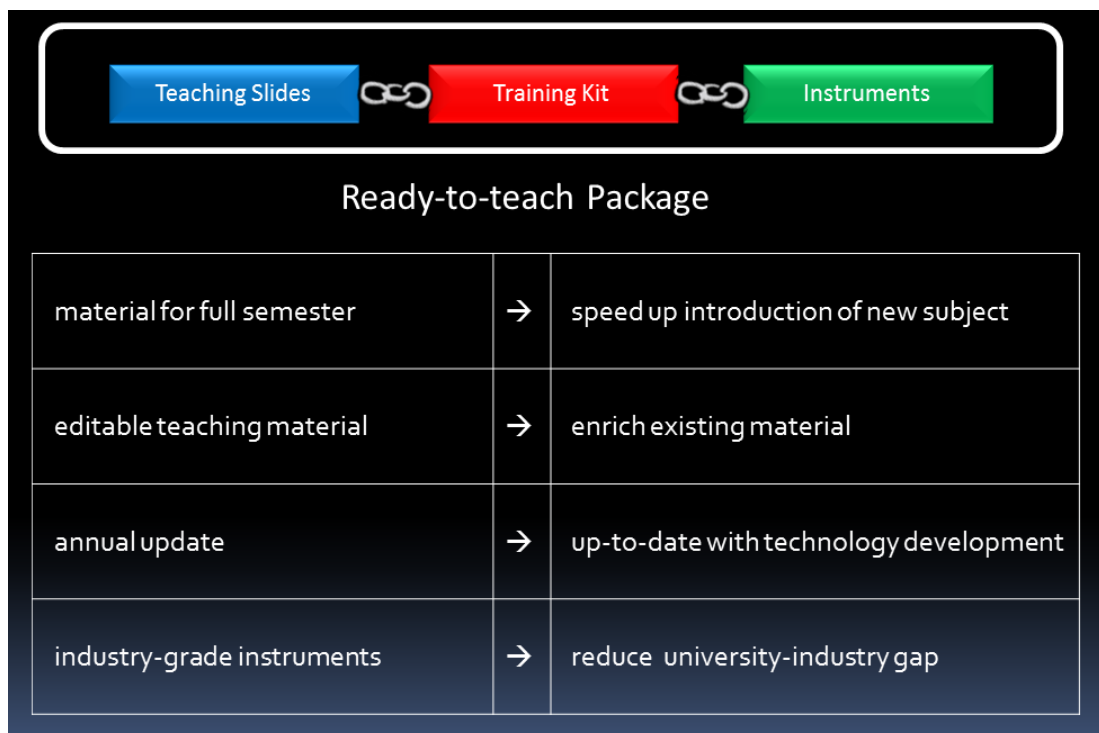 Teaching Slides Training Kit Instruments
Ready-to-teach Package
material for full semester → speed up introduction of new subject
editable teaching material → enrich existing material
annual update → up-to-date with technology development
industry-grade instruments → reduce university-industry gap